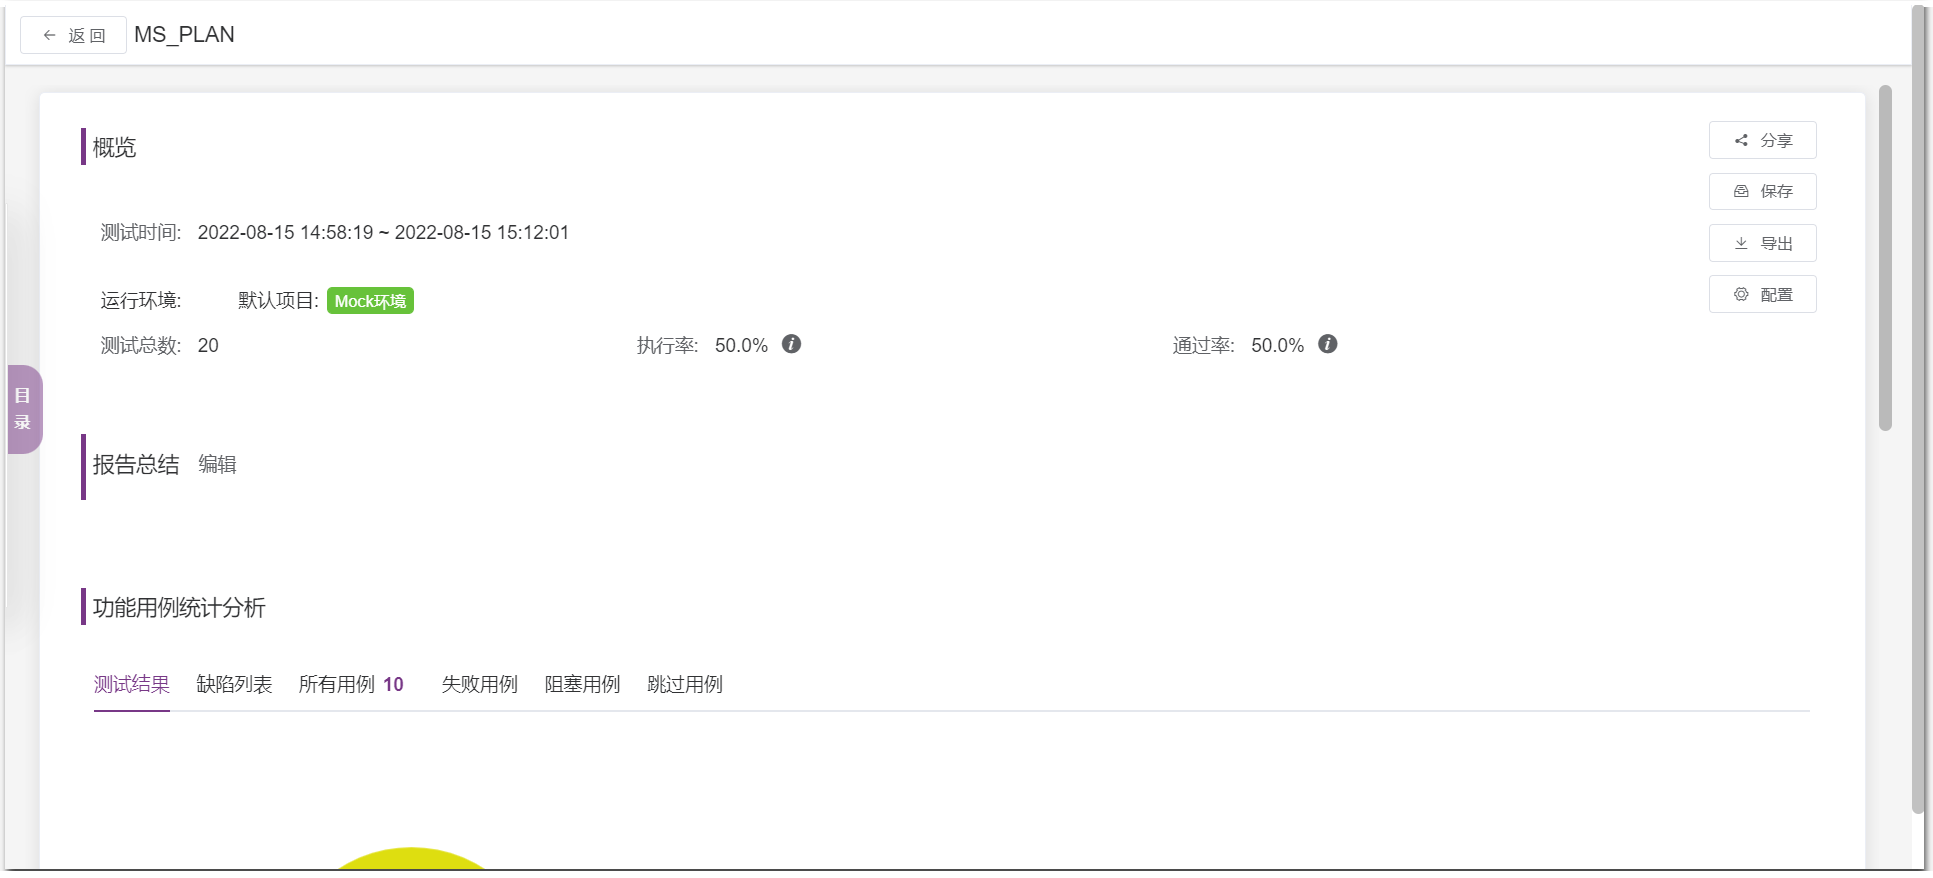 返 回 MS_PLAN
概览
分享
保存
测试时间: 2022-08-15 14:58:19 ~ 2022-08-15 15:12:01
导出
运行环境: 默认项目: Mock环境
配置
测试总数: 20 执行率: 50.0% 通过率: 50.0%
目
录
报告总结 编辑
功能用例统计分析
测试结果 缺陷列表 所有用例 10 失败用例 阻塞用例 跳过用例